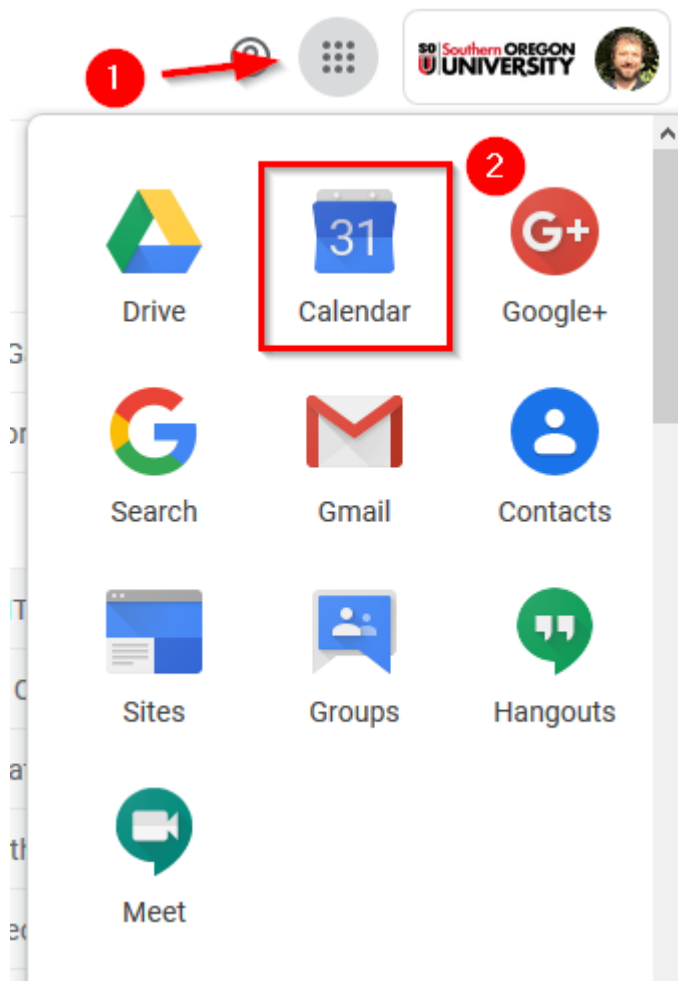 1
SO Southern OREGON
U UNIVERSITY
2
31
G+
Drive
Calendar
Google+
G
Search
Gmail
Contacts
Sites
Groups
Hangouts
Meet